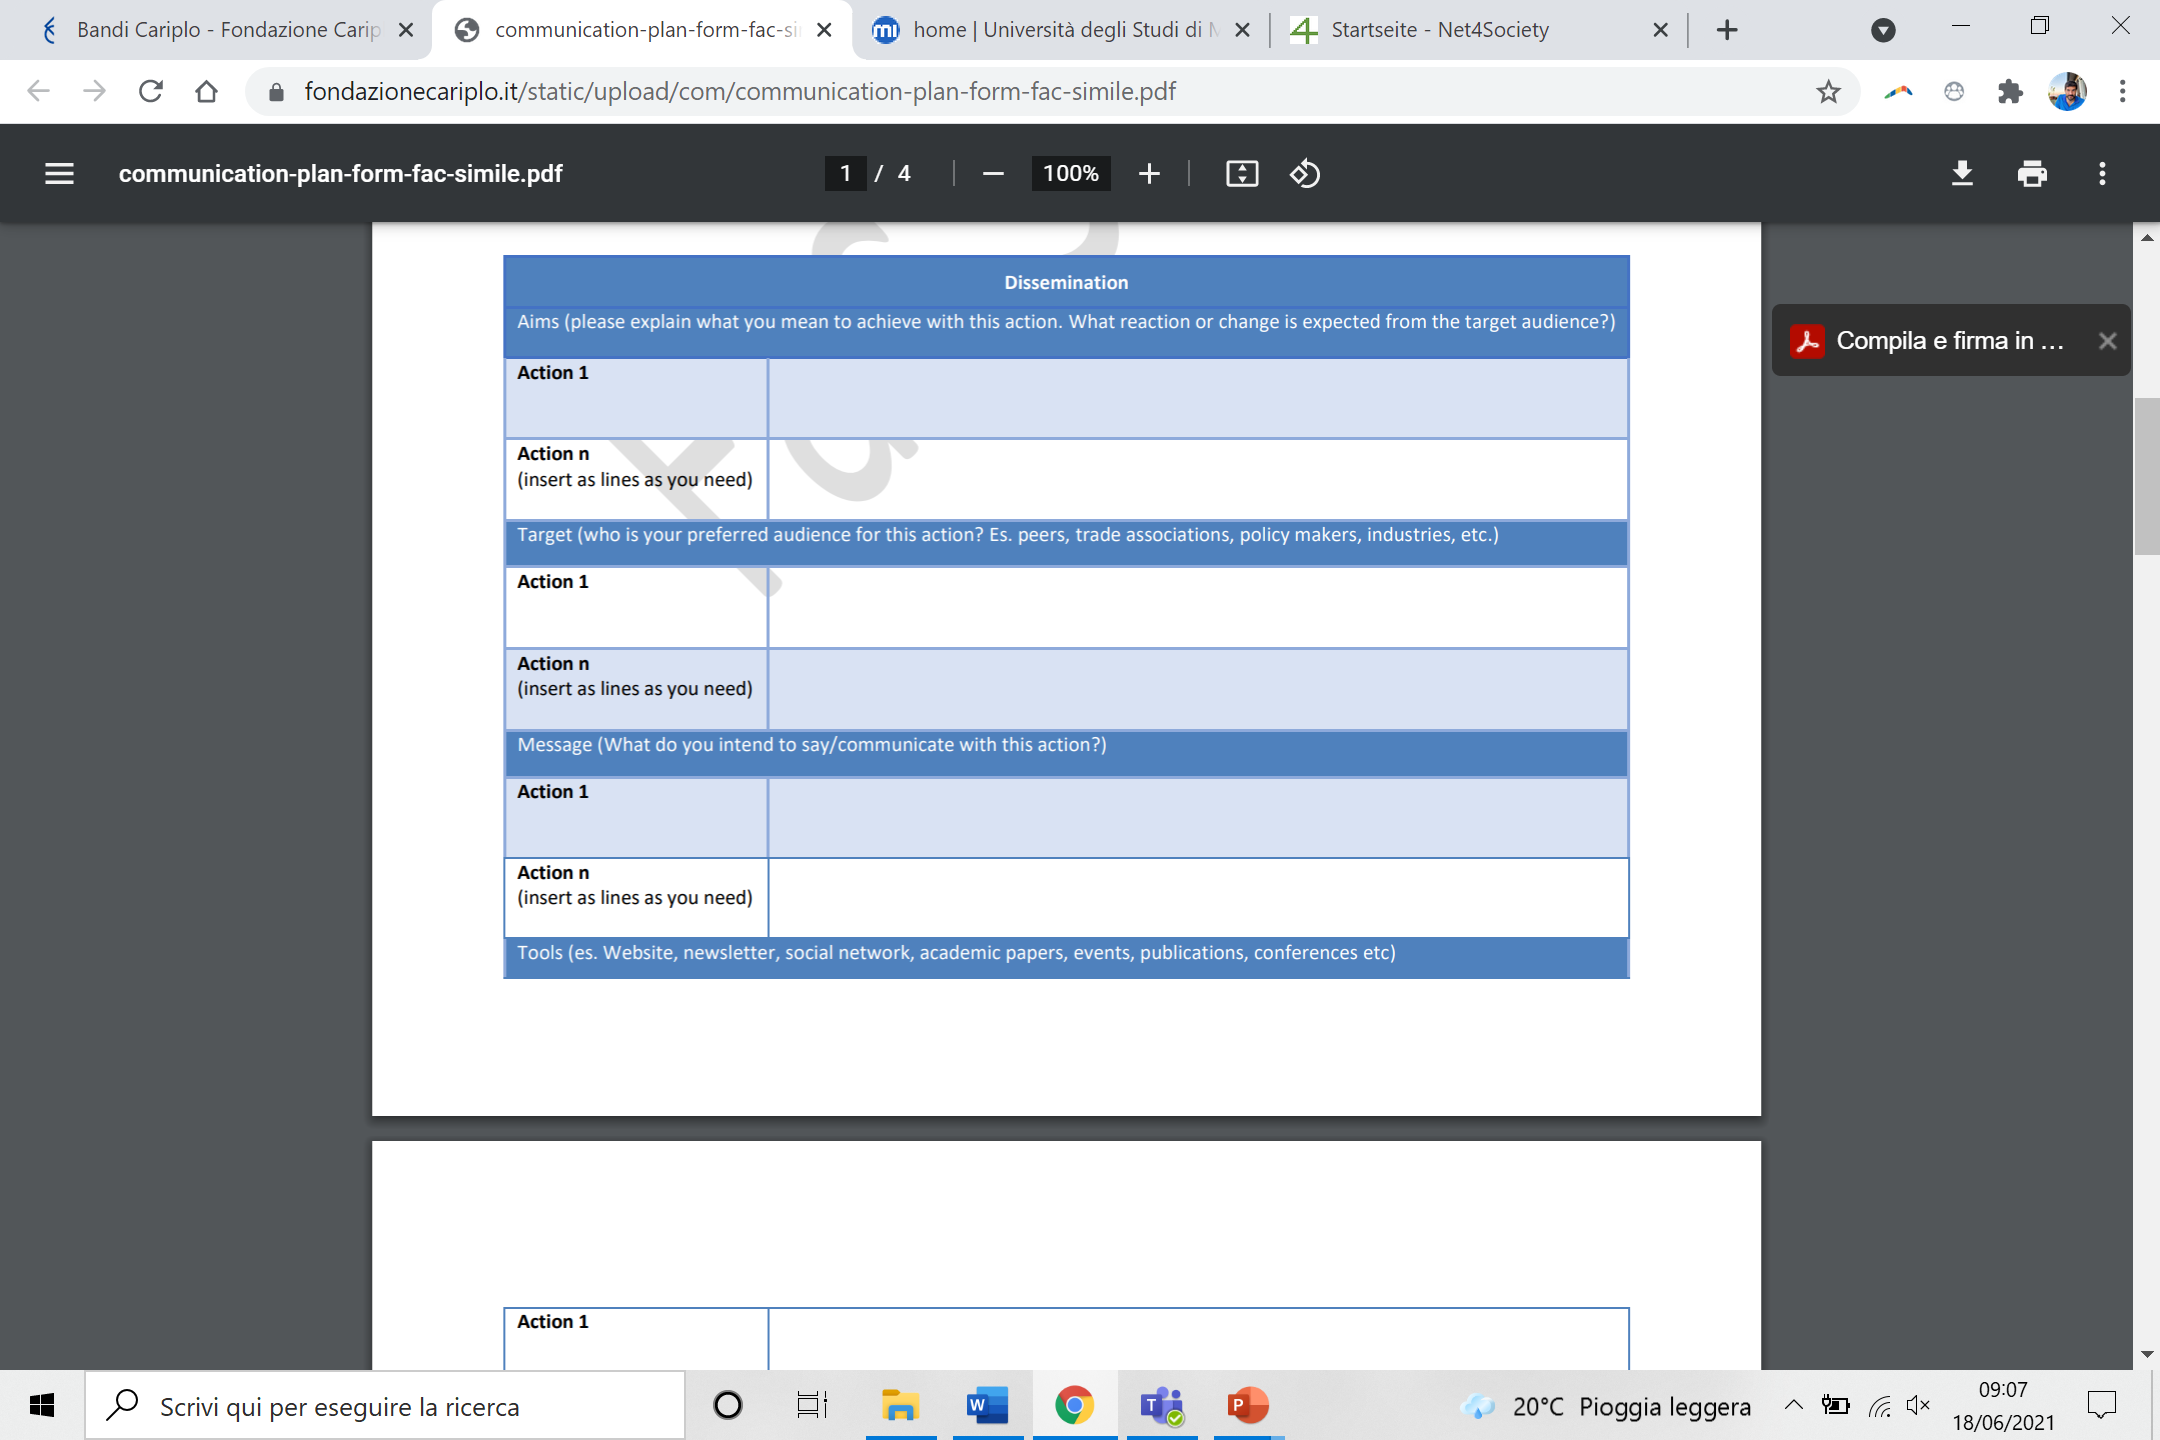 Bandi Cariplo - Fondazione Carip
communication-plan-form-fac-si
home | Università degli Studi di M
Startseite - Net4Society
fondazionecariplo.it/static/upload/com/communication-plan-form-fac-simile.pdf
communication-plan-form-fac-simile.pdf
1 / 4
100%
Dissemination
Aims (please explain what you mean to achieve with this action. What reaction or change is expected from the target audience?)
Compila e firma in ...
Action 1
Action n
(insert as lines as you need)
Target (who is your preferred audience for this action? Es. peers, trade associations, policy makers, industries, etc.)
Action 1
Action n
(insert as lines as you need)
Message (What do you intend to say/communicate with this action?)
Action 1
Action n
(insert as lines as you need)
Tools (es. Website, newsletter, social network, academic papers, events, publications, conferences etc)
Action 1
Scrivi qui per eseguire la ricerca
20°C Pioggia leggera
09:07
18/06/2021